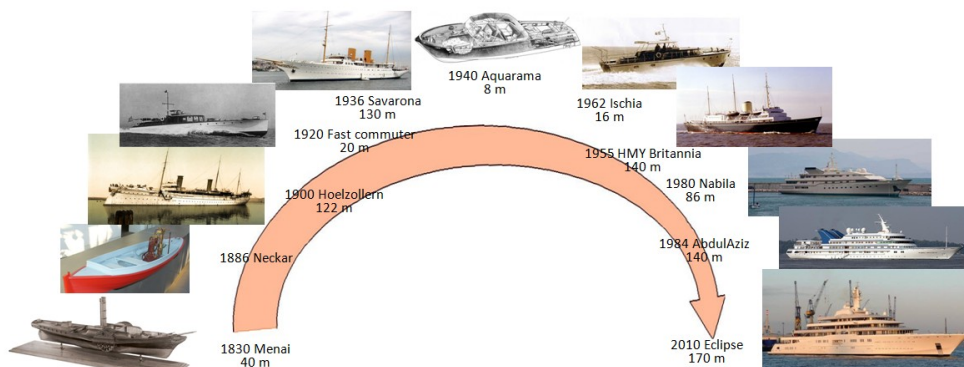 1830 Menai
40 m
1886 Neckar
1900 Hoelzollern
122 m
1920 Fast commuter
20 m
1936 Savarona
130 m
1940 Aquarama
8 m
1962 Ischia
16 m
1955 HMY Britannia
140 m
1980 Nabila
86 m
1984 AbdulAziz
140 m
2010 Eclipse
170 m